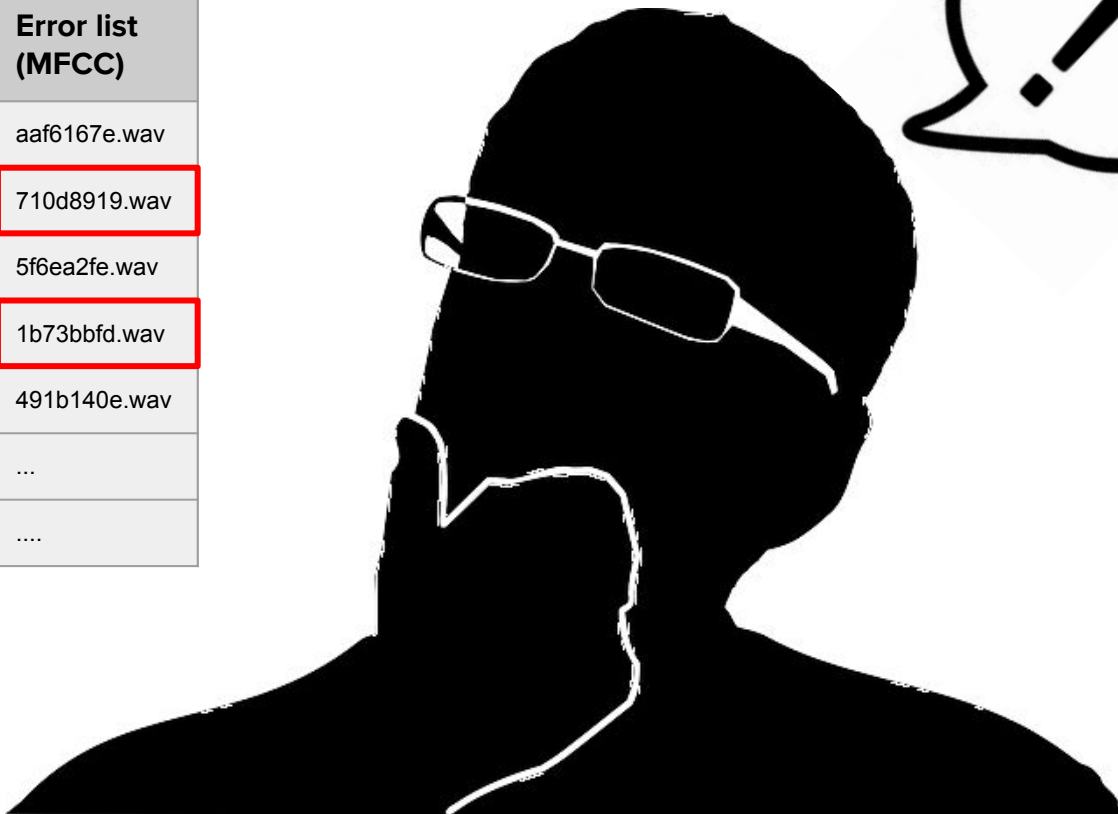 Error list
(MFCC)
aaf6167e.wav
710d8919.wav
5f6ea2fe.wav
1b73bbfd.wav
491b140e.wav
...
....
!